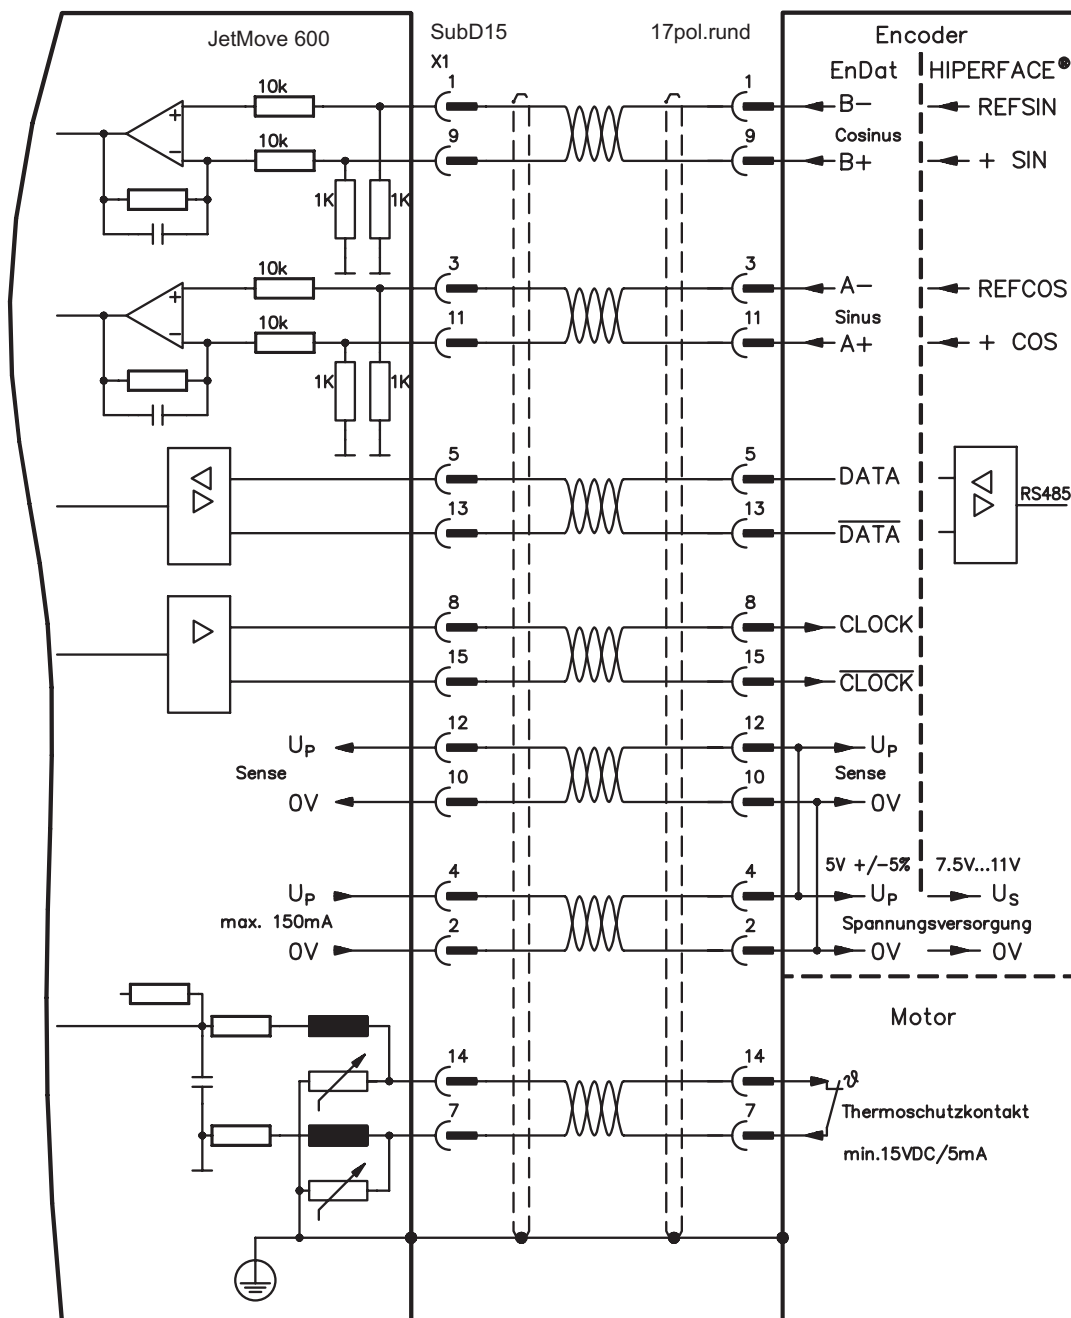 JetMove 600
SubD15
17pol.rund
X1
Encoder
EnDat
HIPERFACE®
10k
+
1
1
B−
REFSIN
10k
−
9
9
Cosinus
B+
+ SIN
1K
1K
10k
+
3
3
A−
REFCOS
10k
−
11
11
Sinus
A+
+ COS
1K
1K
5
5
DATA
RS485
13
13
DATA
8
8
CLOCK
15
15
CLOCK
UP
12
12
UP
Sense
Sense
0V
10
10
0V
5V +/−5%
7.5V...11V
UP
4
4
UP
US
max. 150mA
Spannungsversorgung
0V
2
2
0V
0V
Motor
14
14
ϑ
Thermoschutzkontakt
7
7
min.15VDC/5mA